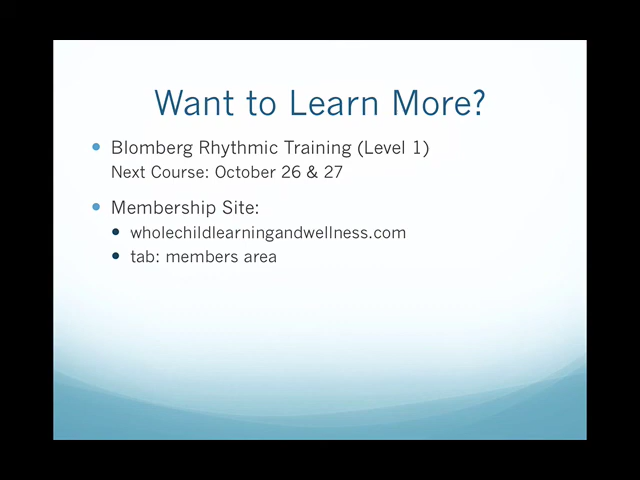 Want to Learn More?
• Blomberg Rhythmic Training (Level 1)
Next Course: October 26 & 27
• Membership Site:
• wholechildlearningandwellness.com
• tab: members area